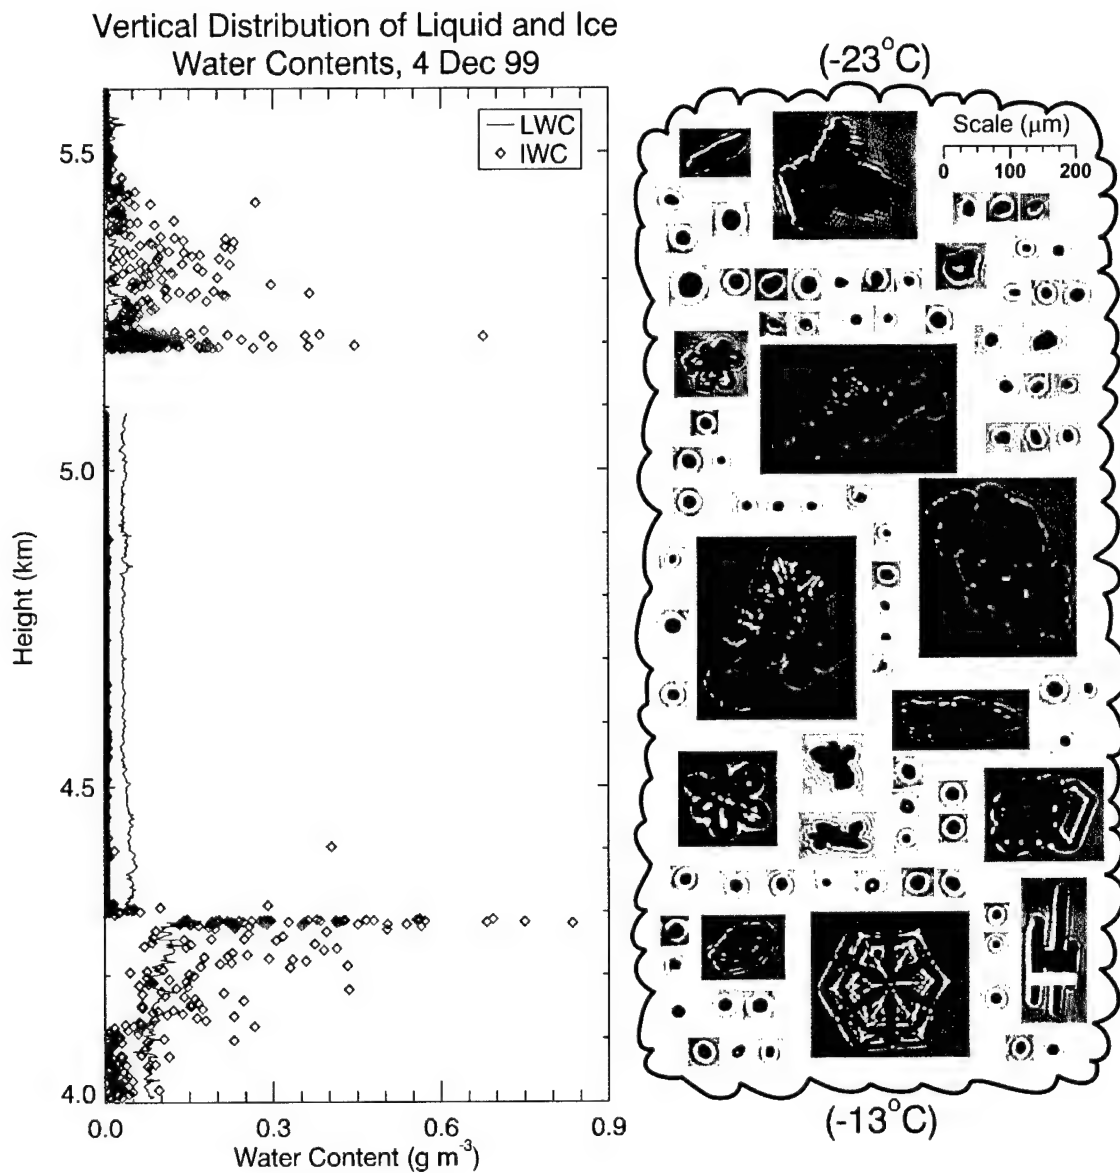 Vertical Distribution of Liquid and Ice
Water Contents, 4 Dec 99
LWC
IWC
5.5
5.0
4.5
4.0
Height (km)
0.0 0.3 0.6 0.9
Water Content (g m⁻³)
(-23°C)
Scale (μm)
0 100 200
(-13°C)